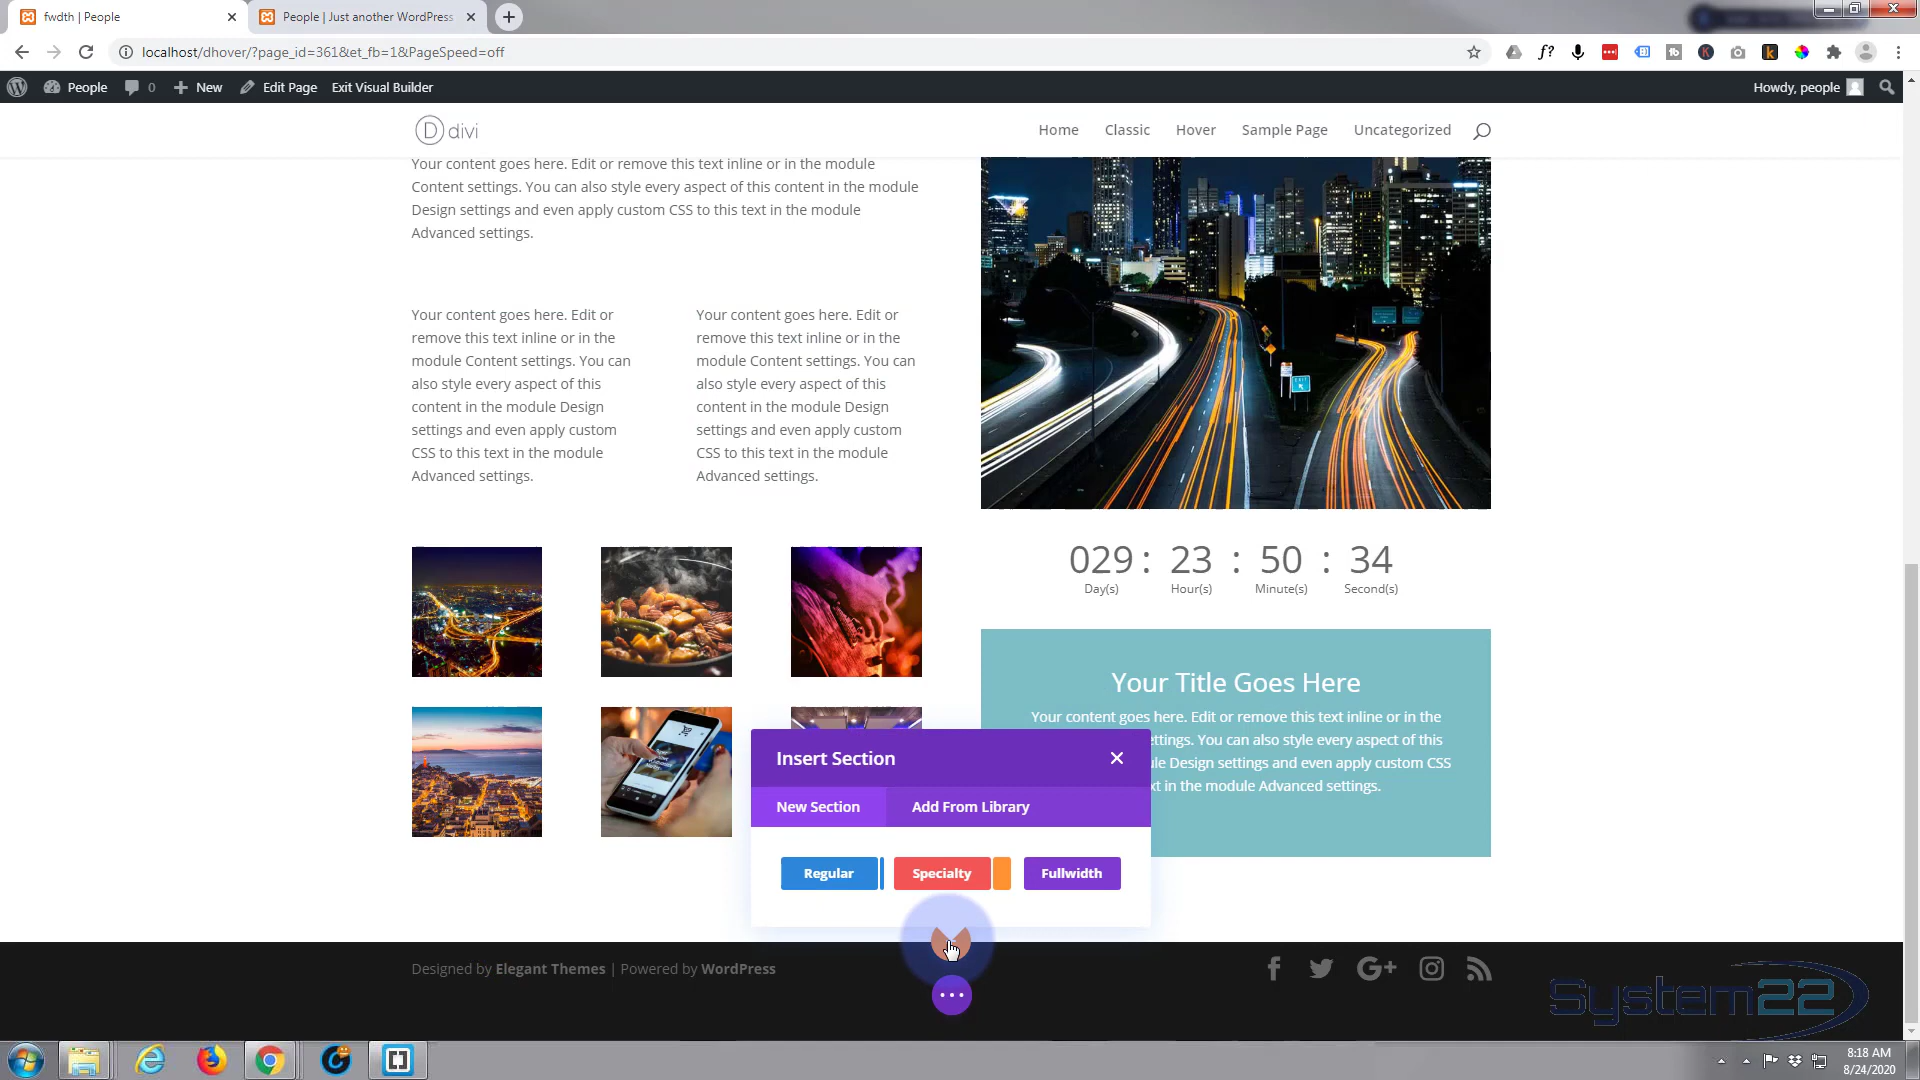 fwdth | People
People | Just another WordPress
localhost/dhover/?page_id=361&et_fb=1&PageSpeed=off
People
0
New
Edit Page
Exit Visual Builder
Howdy, people
divi
Home
Classic
Hover
Sample Page
Uncategorized
Your content goes here. Edit or remove this text inline or in the module
Content settings. You can also style every aspect of this content in the module
Design settings and even apply custom CSS to this text in the module
Advanced settings.
Your content goes here. Edit or
remove this text inline or in the
module Content settings. You can
also style every aspect of this
content in the module Design
settings and even apply custom
CSS to this text in the module
Advanced settings.
Your content goes here. Edit or
remove this text inline or in the
module Content settings. You can
also style every aspect of this
content in the module Design
settings and even apply custom
CSS to this text in the module
Advanced settings.
029 : 23 : 50 : 34
Day(s) Hour(s) Minute(s) Second(s)
Your Title Goes Here
Your content goes here. Edit or remove this text inline or in the
ettings. You can also style every aspect of this
le Design settings and even apply custom CSS
xt in the module Advanced settings.
Insert Section
New Section
Add From Library
Regular
Specialty
Fullwidth
Designed by Elegant Themes | Powered by WordPress
System22
8:18 AM
8/24/2020